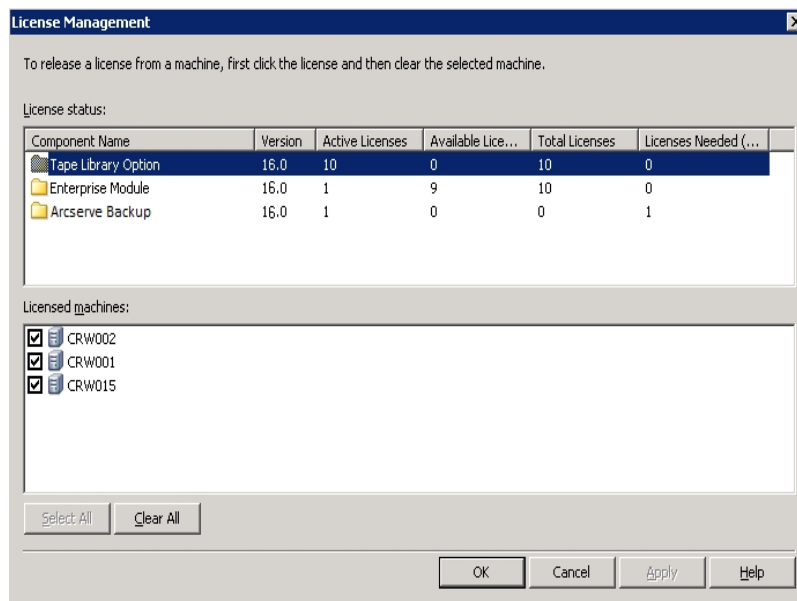 License Management
To release a license from a machine, first click the license and then clear the selected machine.
License status:
Component Name Version Active Licenses Available Lice... Total Licenses Licenses Needed (...
Tape Library Option 16.0 10 0 10 0
Enterprise Module 16.0 1 9 10 0
Arcserve Backup 16.0 1 0 0 1
Licensed machines:
CRW002
CRW001
CRW015
Select All Clear All
OK Cancel Apply Help